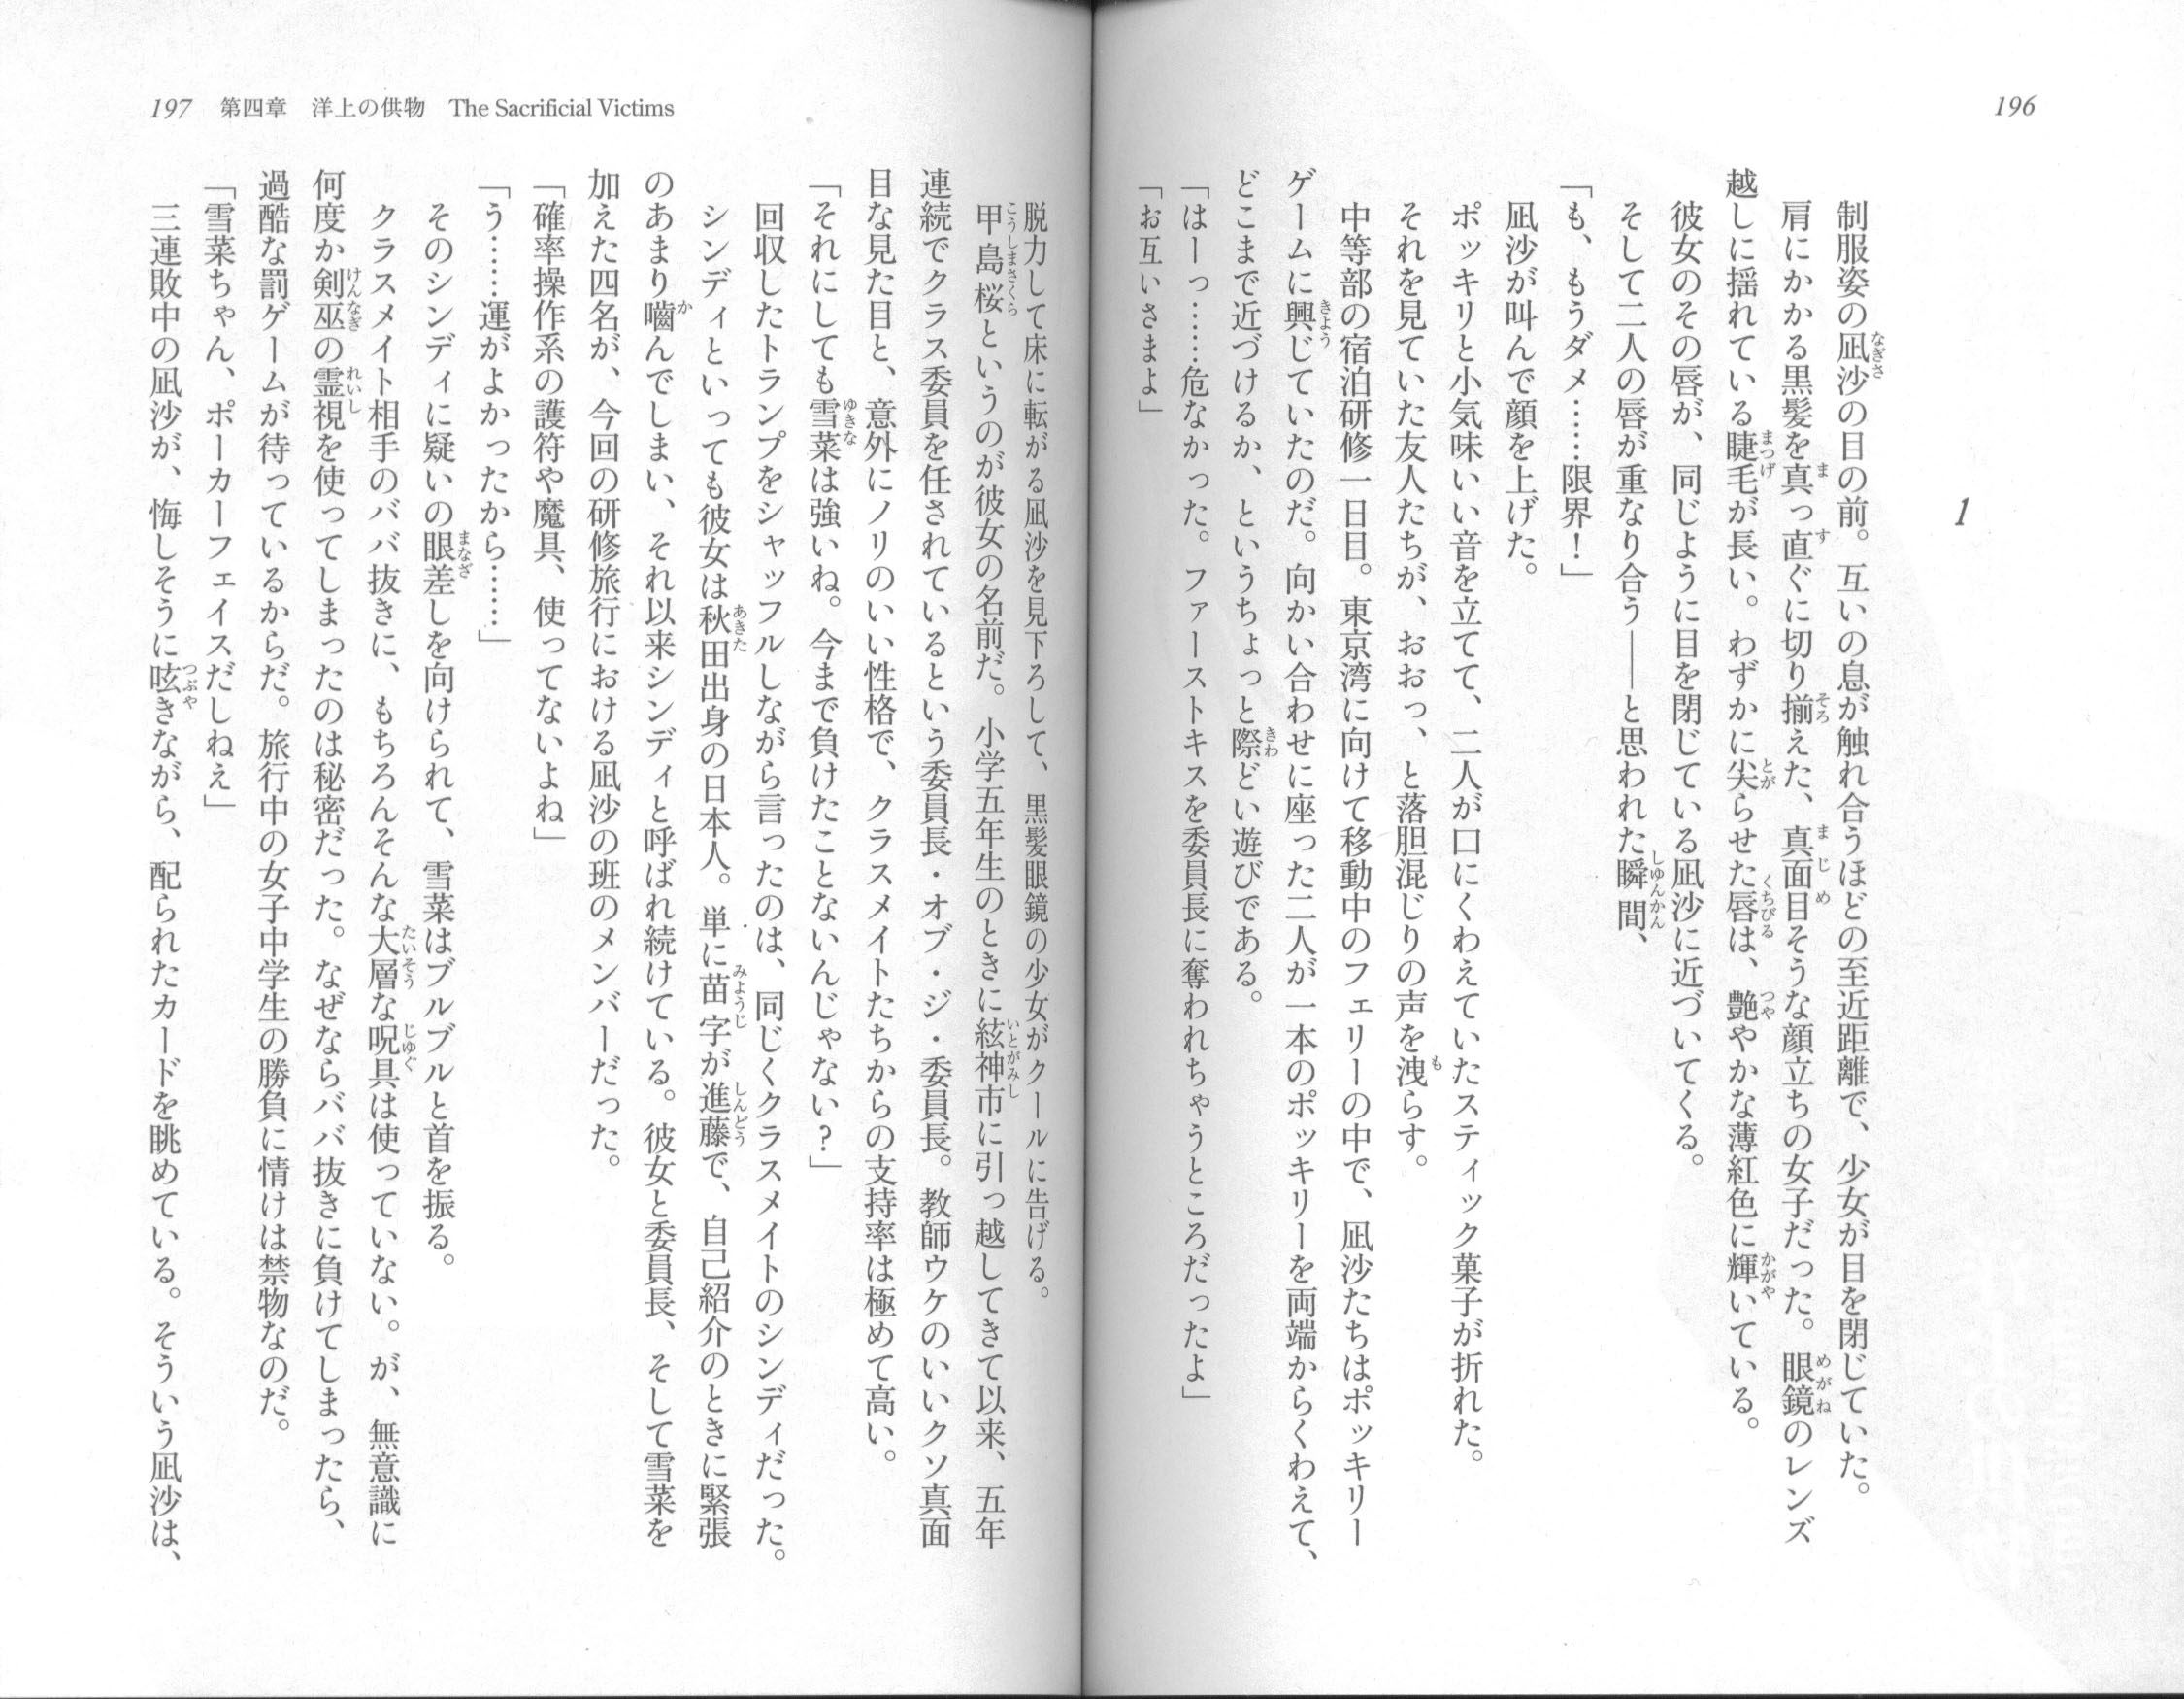 196
1
制服姿の凪沙の目の前。互いの息が触れ合うほどの至近距離で、少女が目を閉じていた。
肩にかかる黒髪を真っ直ぐに切り揃えた、真面目そうな顔立ちの女子だった。眼鏡のレンズ
越しに揺れている睫毛が長い。わずかに尖らせた唇は、艶やかな薄紅色に輝いている。
彼女のその唇が、同じように目を閉じている凪沙に近づいてくる。
そして二人の唇が重なり合う――と思われた瞬間、
「も、もうダメ……限界！」
凪沙が叫んで顔を上げた。
ポッキリと小気味いい音を立てて、二人が口にくわえていたスティック菓子が折れた。
それを見ていた友人たちが、おおっ、と落胆混じりの声を洩らす。
中等部の宿泊研修一日目。東京湾に向けて移動中のフェリーの中で、凪沙たちはポッキリー
ゲームに興じていたのだ。向かい合わせに座った二人が一本のポッキリーを両端からくわえて、
どこまで近づけるか、というちょっと際どい遊びである。
「はーっ……危なかった。ファーストキスを委員長に奪われちゃうところだったよ」
「お互いさまよ」
197 第四章　洋上の供物　The Sacrificial Victims
脱力して床に転がる凪沙を見下ろして、黒髪眼鏡の少女がクールに告げる。
甲島桜というのが彼女の名前だ。小学五年生のときに絃神市に引っ越してきて以来、五年
連続でクラス委員を任されているという委員長・オブ・ジ・委員長。教師ウケのいいクソ真面
目な見た目と、意外にノリのいい性格で、クラスメイトたちからの支持率は極めて高い。
「それにしても雪菜は強いね。今まで負けたことないんじゃない？」
回収したトランプをシャッフルしながら言ったのは、同じくクラスメイトのシンディだった。
シンディといっても彼女は秋田出身の日本人。単に苗字が進藤で、自己紹介のときに緊張
のあまり嚙んでしまい、それ以来シンディと呼ばれ続けている。彼女と委員長、そして雪菜を
加えた四名が、今回の研修旅行における凪沙の班のメンバーだった。
「確率操作系の護符や魔具、使ってないよね」
「う……運がよかったから……」
そのシンディに疑いの眼差しを向けられて、雪菜はブルブルと首を振る。
クラスメイト相手のババ抜きに、もちろんそんな大層な呪具は使っていない。が、無意識に
何度か剣巫の霊視を使ってしまったのは秘密だった。なぜならババ抜きに負けてしまったら、
過酷な罰ゲームが待っているからだ。旅行中の女子中学生の勝負に情けは禁物なのだ。
「雪菜ちゃん、ポーカーフェイスだしねえ」
三連敗中の凪沙が、悔しそうに呟きながら、配られたカードを眺めている。そういう凪沙は、